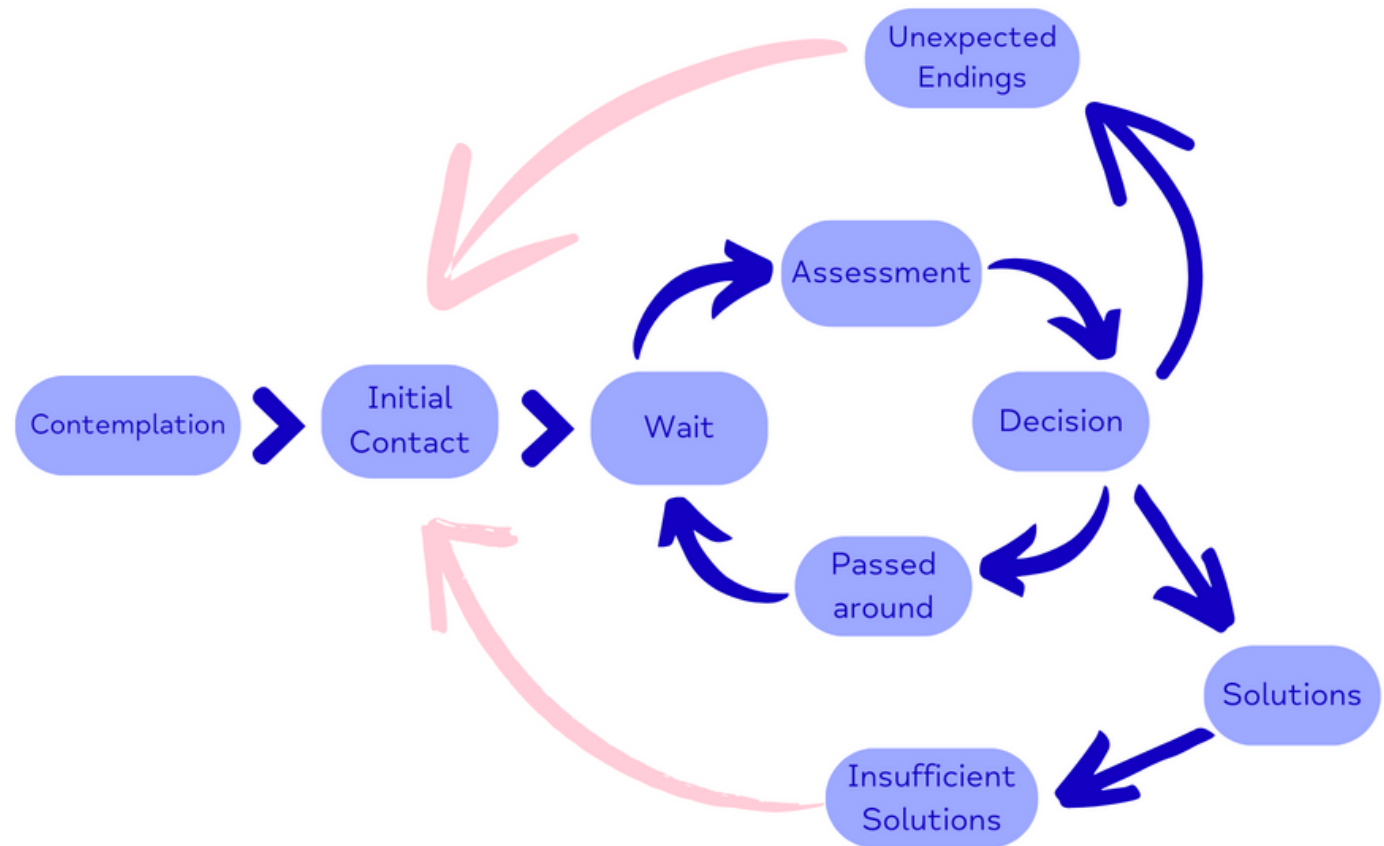 Unexpected
Endings
Assessment
Contemplation
Initial
Contact
Wait
Decision
Passed
around
Solutions
Insufficient
Solutions